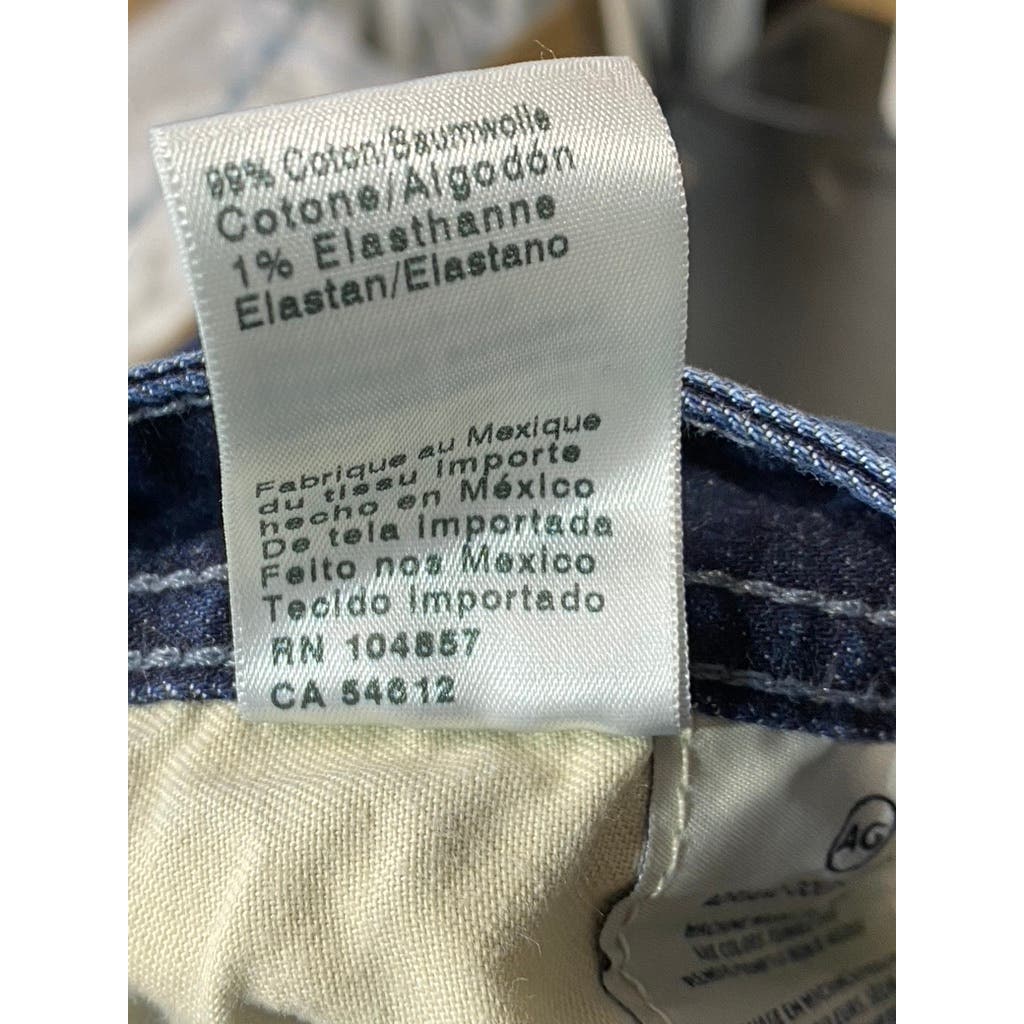 99% Coton/Baumwolle
Cotone/Algodón
1% Elasthanne
Elastan/Elastano
Fabrique au Mexique
du tissu importe
hecho en México
De tela importada
Feito nos Mexico
Tecido importado
RN 104857
CA 54612
AG